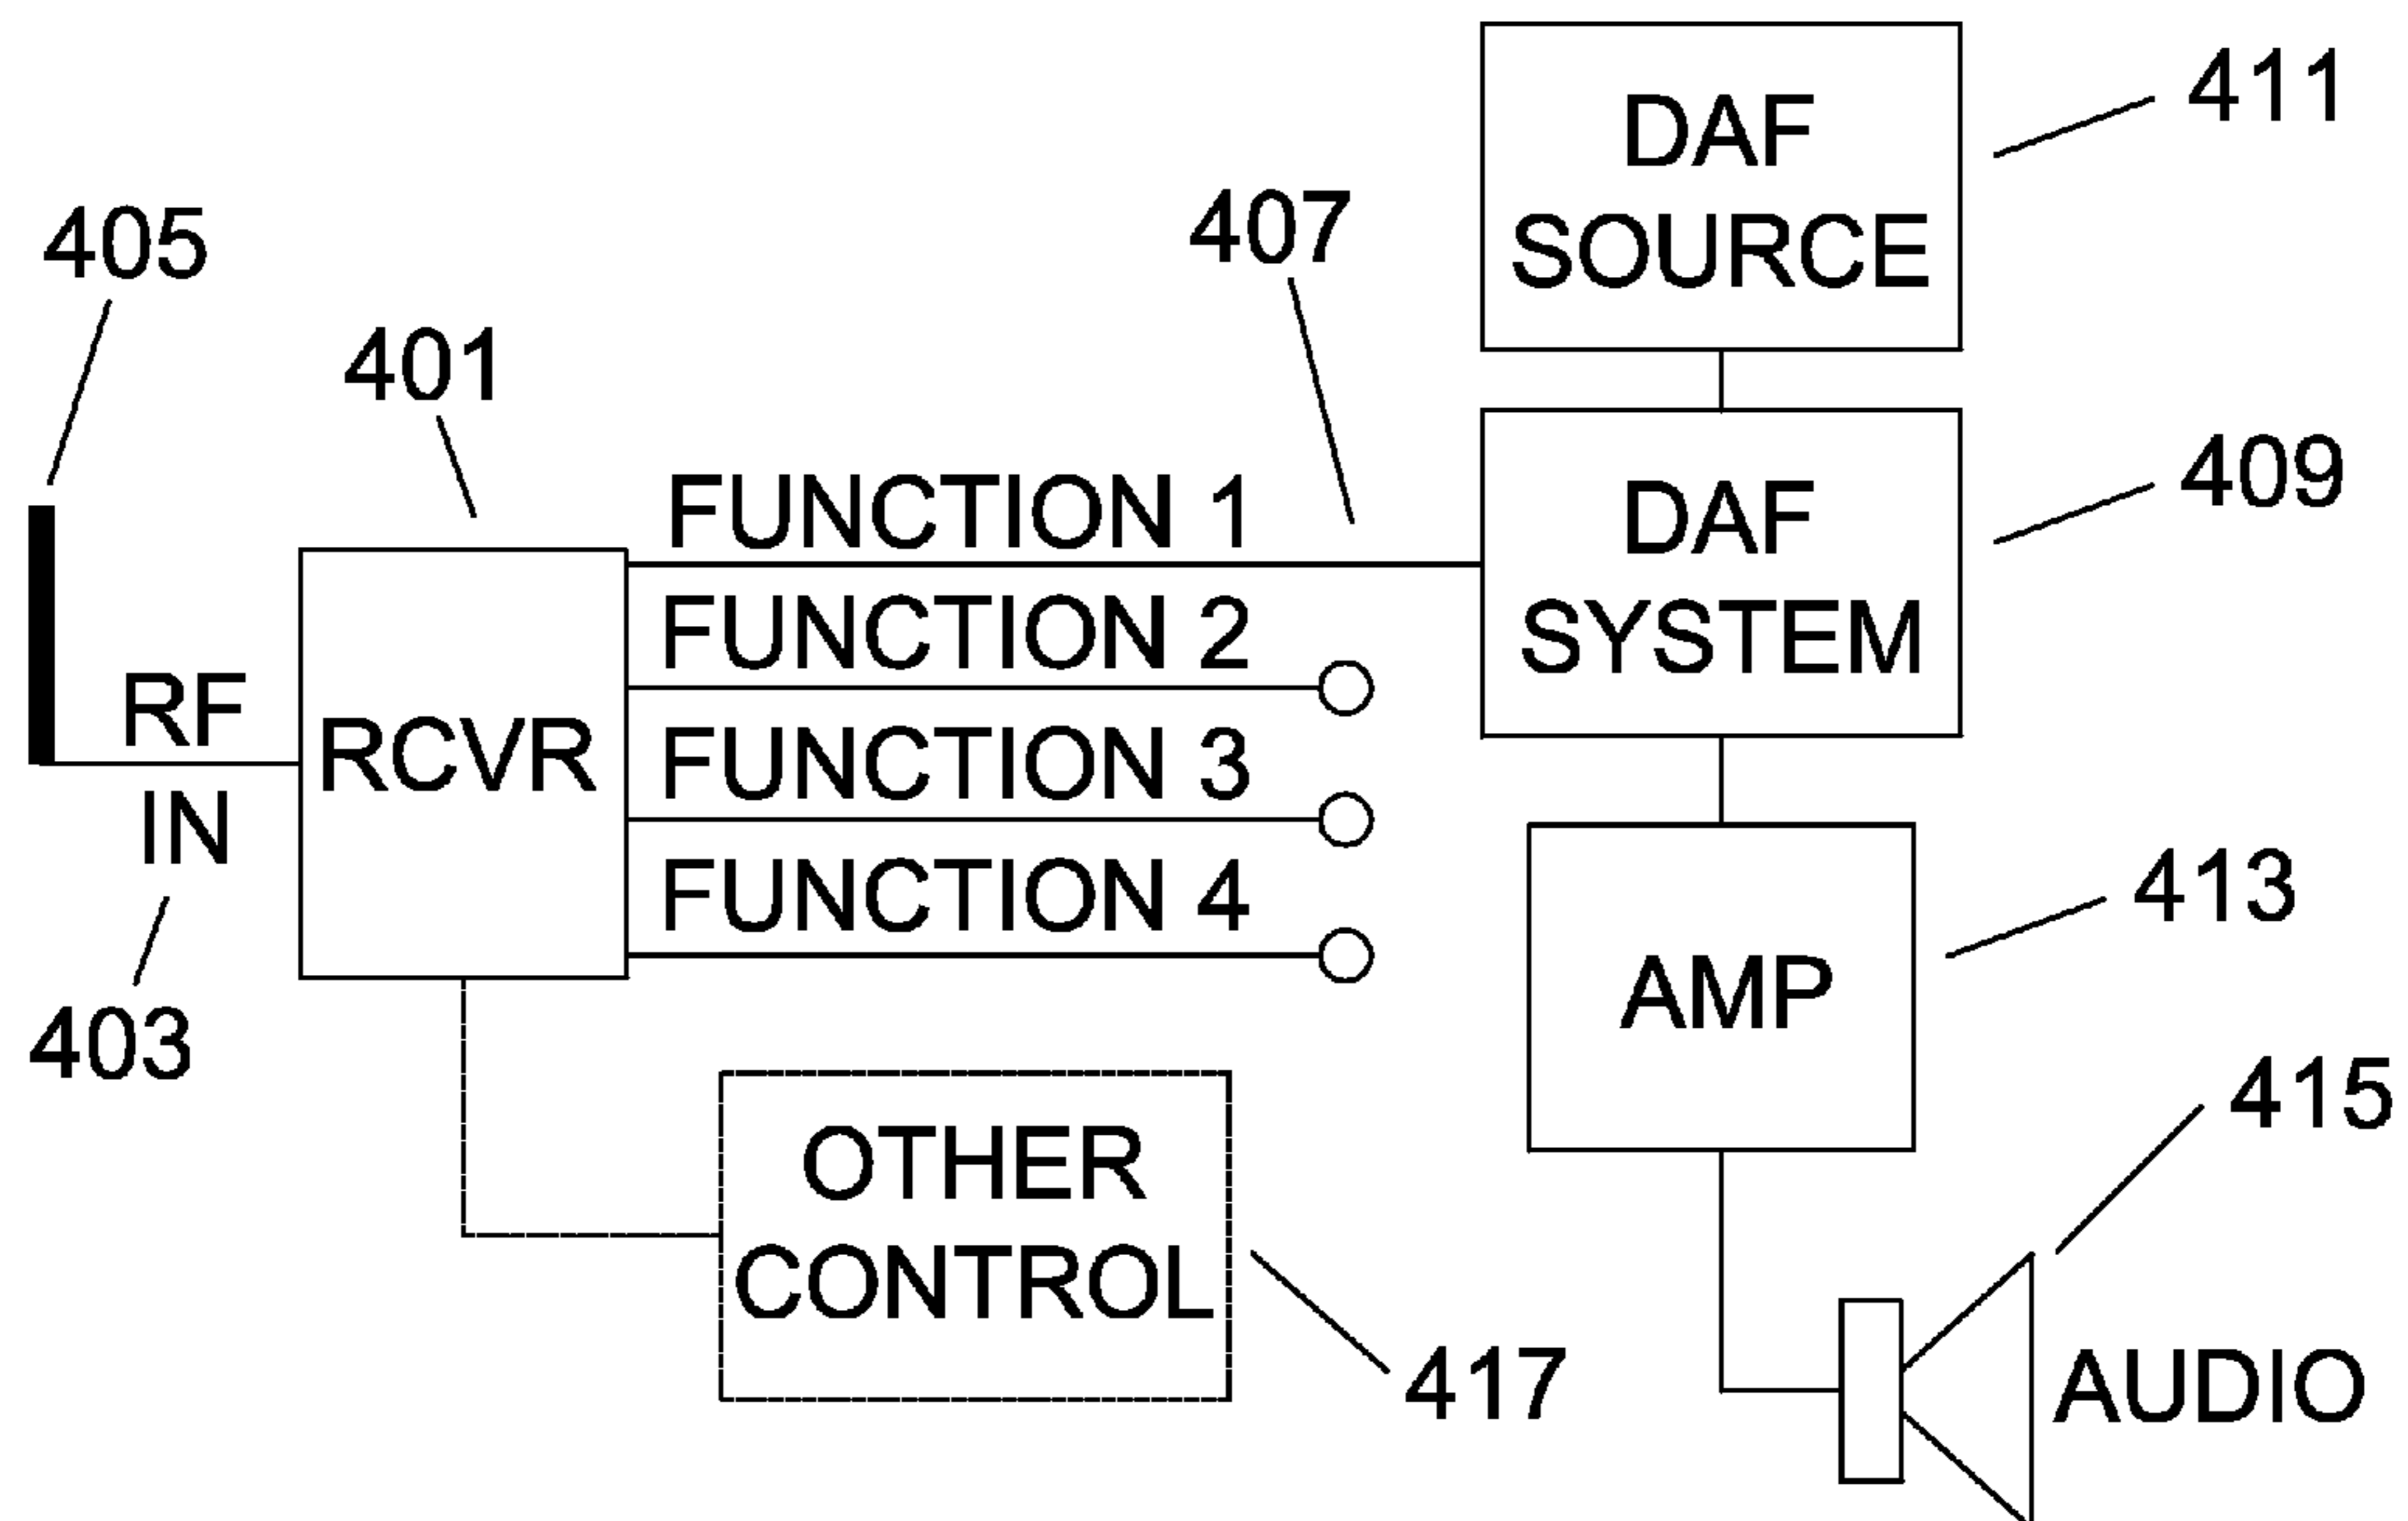 DAF
SOURCE
411
407
405
401
DAF
SYSTEM
409
FUNCTION 1
FUNCTION 2
RF
IN
RCVR
FUNCTION 3
FUNCTION 4
403
AMP
413
OTHER
CONTROL
417
415
AUDIO